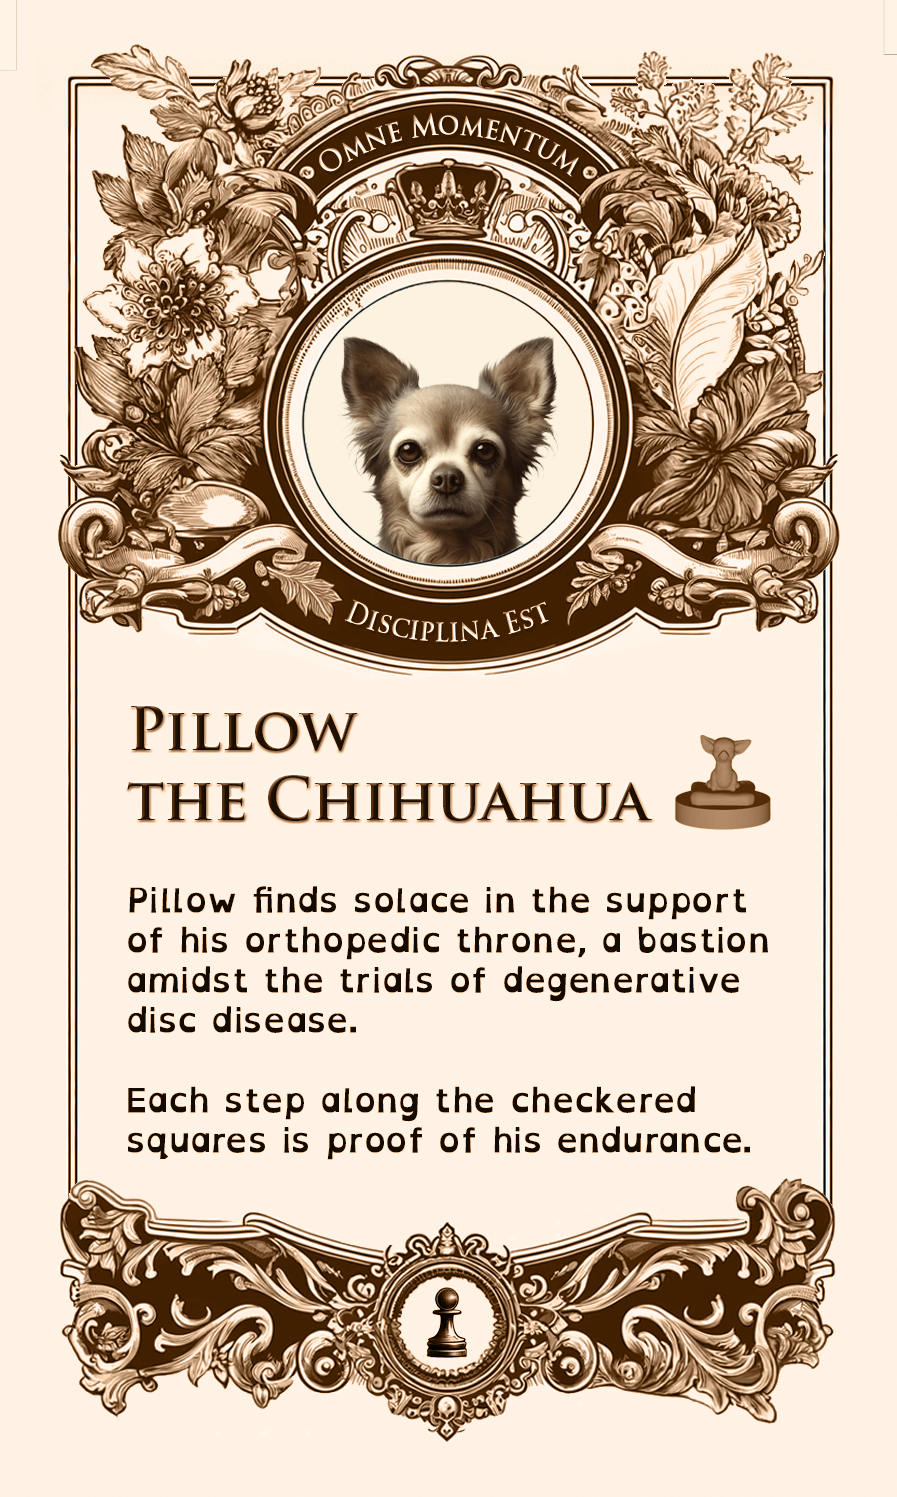 Omne Momentum
Disciplina Est
Pillow
the Chihuahua
Pillow finds solace in the support
of his orthopedic throne, a bastion
amidst the trials of degenerative
disc disease.
Each step along the checkered
squares is proof of his endurance.